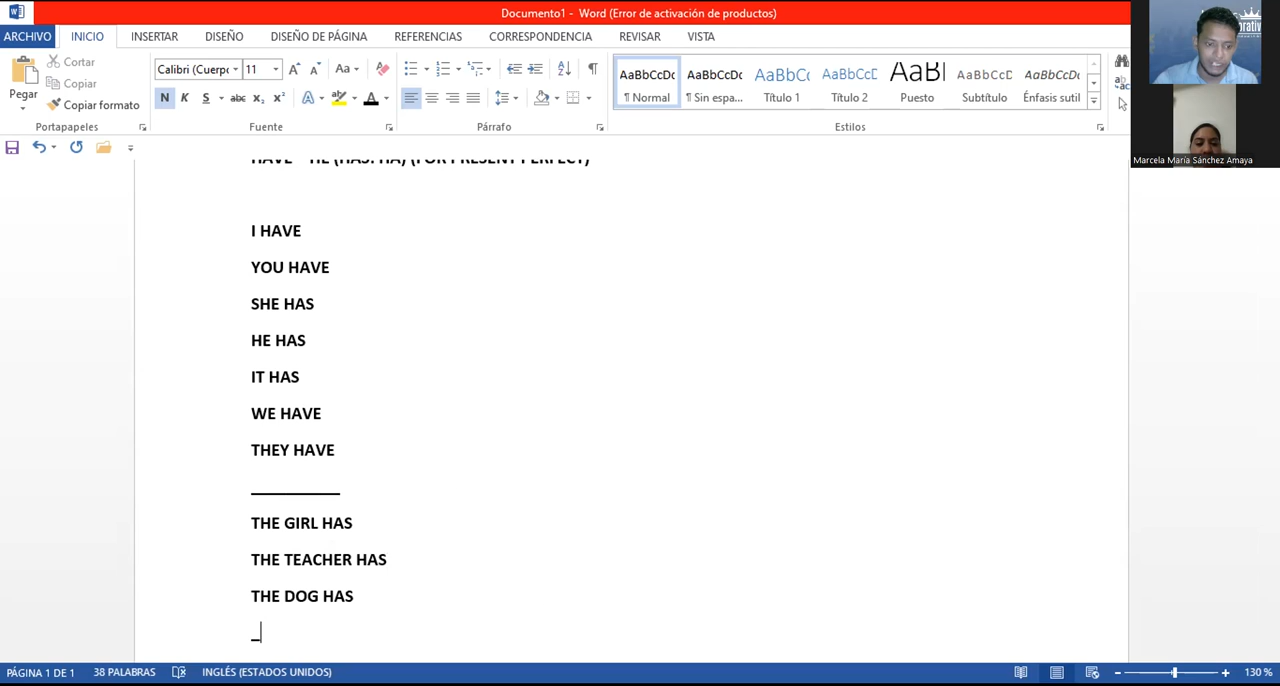 Documento1 - Word (Error de activación de productos)
ARCHIVO INICIO INSERTAR DISEÑO DISEÑO DE PÁGINA REFERENCIAS CORRESPONDENCIA REVISAR VISTA
Pegar
Cortar
Copiar
Copiar formato
Portapapeles
Calibri (Cuerpo 11
Fuente
Párrafo
AaBbCcDc AaBbCcDc AaBbCc AaBbCcD AaBl AaBbCcD AaBbCcDc
¶ Normal ¶ Sin espa... Título 1 Título 2 Puesto Subtítulo Énfasis sutil
Estilos
Marcela María Sánchez Amaya
I HAVE
YOU HAVE
SHE HAS
HE HAS
IT HAS
WE HAVE
THEY HAVE
THE GIRL HAS
THE TEACHER HAS
THE DOG HAS
_
PÁGINA 1 DE 1 38 PALABRAS INGLÉS (ESTADOS UNIDOS) 130 %